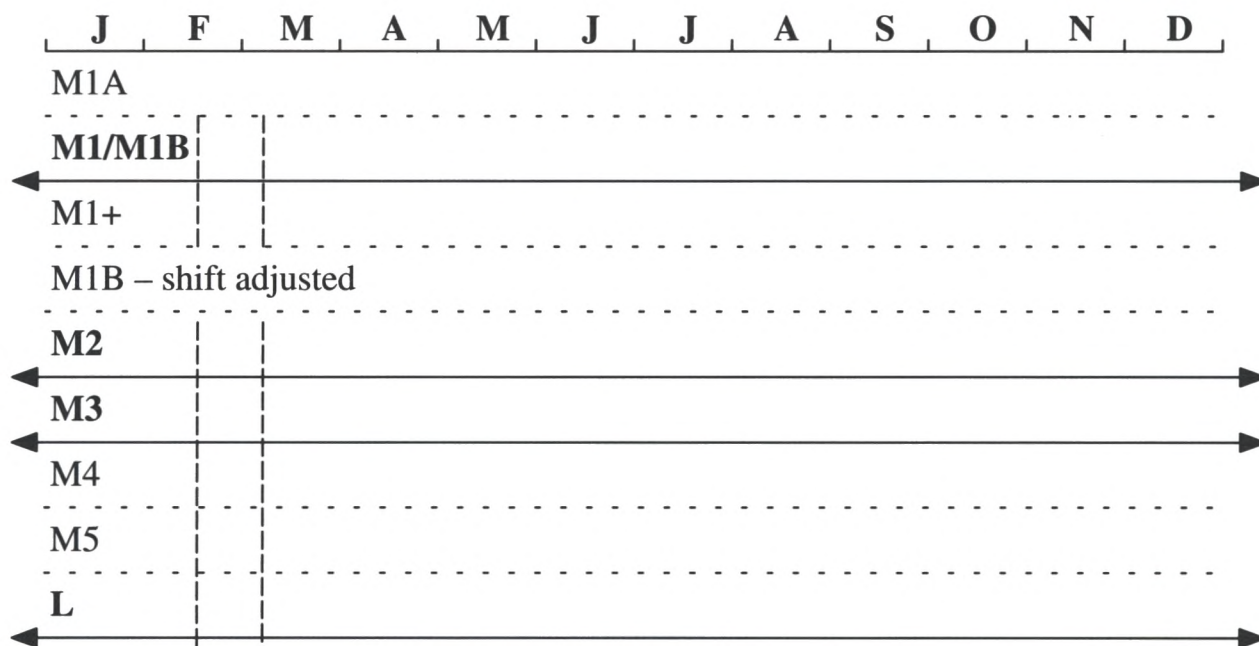 J F M A M J J A S O N D
M1A
M1/M1B
M1+
M1B – shift adjusted
M2
M3
M4
M5
L